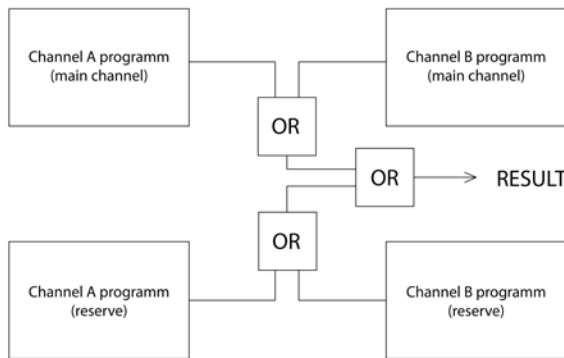 Channel A programm
(main channel)
Channel B programm
(main channel)
OR
OR
RESULT
OR
Channel A programm
(reserve)
Channel B programm
(reserve)